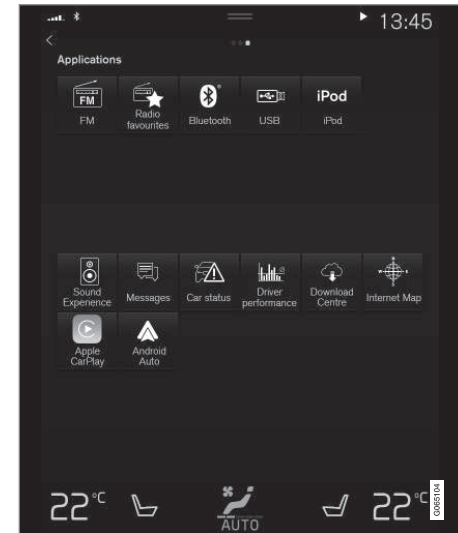 13:45
Applications
FM
FM
Radio
favourites
Bluetooth
USB
iPod
iPod
Sound
Experience
Messages
Car status
Driver
performance
Download
Centre
Internet Map
Apple
CarPlay
Android
Auto
22°C
AUTO
22°C
G065104